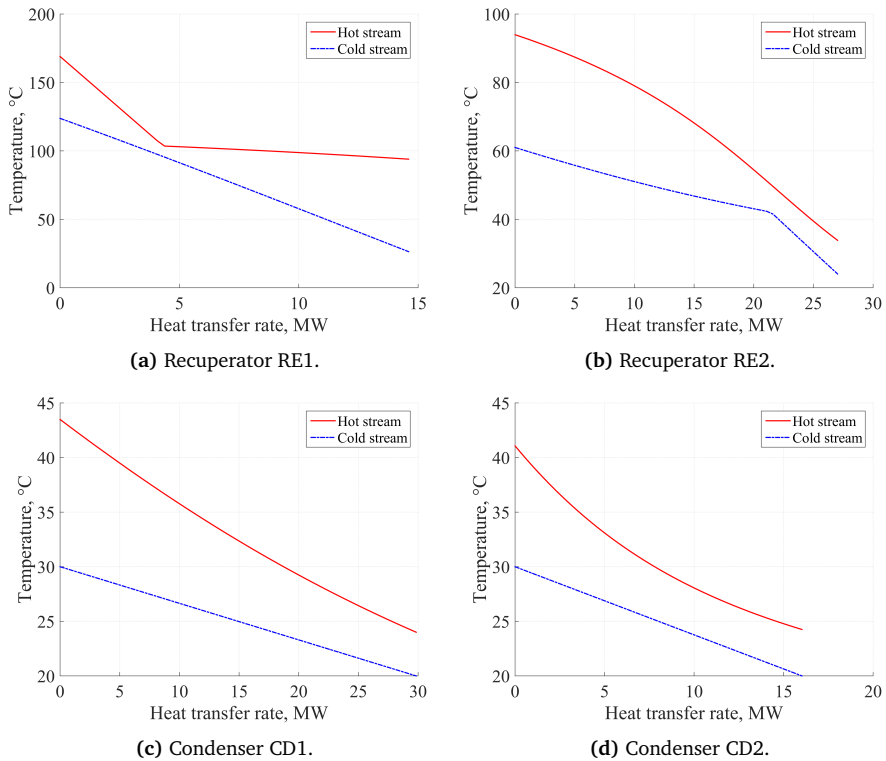 200
150
100
50
0
Temperature, °C
0 5 10 15
Heat transfer rate, MW
Hot stream
Cold stream
(a) Recuperator RE1.
100
80
60
40
20
Temperature, °C
0 5 10 15 20 25 30
Heat transfer rate, MW
Hot stream
Cold stream
(b) Recuperator RE2.
45
40
35
30
25
20
Temperature, °C
0 5 10 15 20 25 30
Heat transfer rate, MW
Hot stream
Cold stream
(c) Condenser CD1.
45
40
35
30
25
20
Temperature, °C
0 5 10 15 20
Heat transfer rate, MW
Hot stream
Cold stream
(d) Condenser CD2.